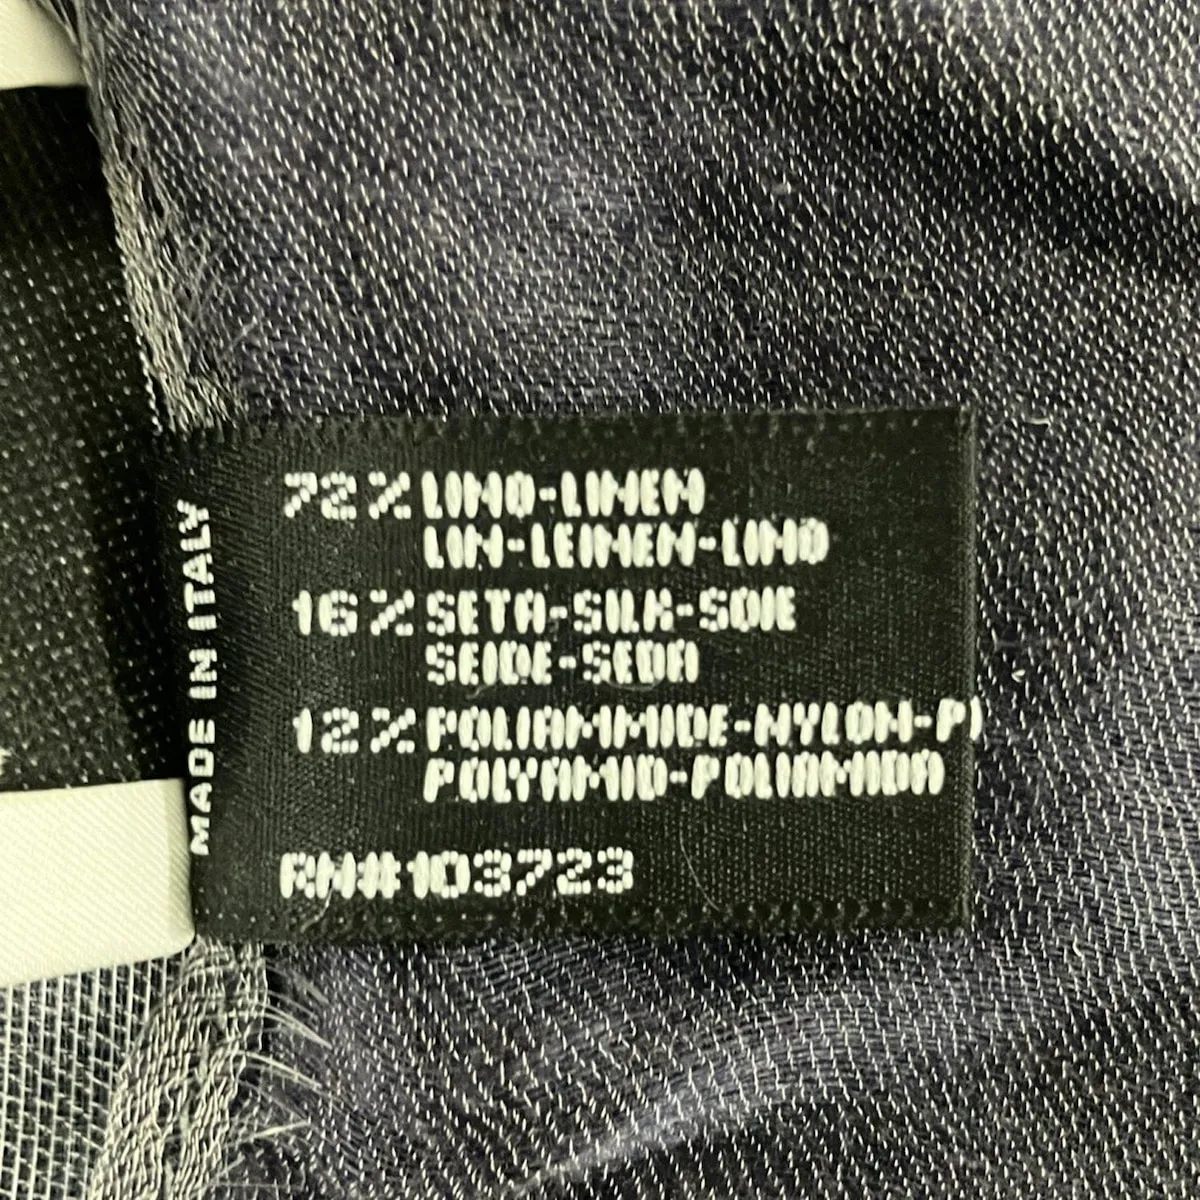 72% LINO-LINEN
LIN-LEINEN-LINO
16% SETA-SILK-SOIE
SEIDE-SEDA
12% POLIAMMIDE-NYLON-P
POLYAMID-POLIAMIDA
RN#103723
MADE IN ITALY